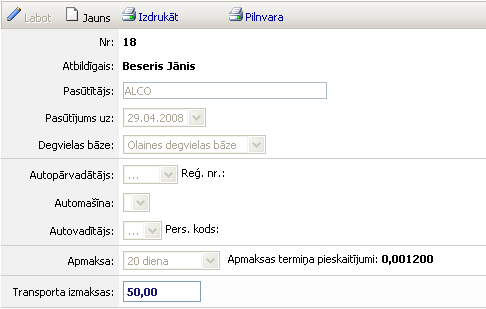 Labot Jauns Izdrukāt Pilnvara
Nr: 18
Atbildīgais: Beseris Jānis
Pasūtītājs: ALCO
Pasūtījums uz: 29.04.2008
Degvielas bāze: Olaines degvielas bāze
Autopārvadātājs: ... Reģ. nr.:
Automašīna:
Autovadītājs: ... Pers. kods:
Apmaksa: 20 diena Apmaksas termiņa pieskaitījumi: 0,001200
Transporta izmaksas: 50,00